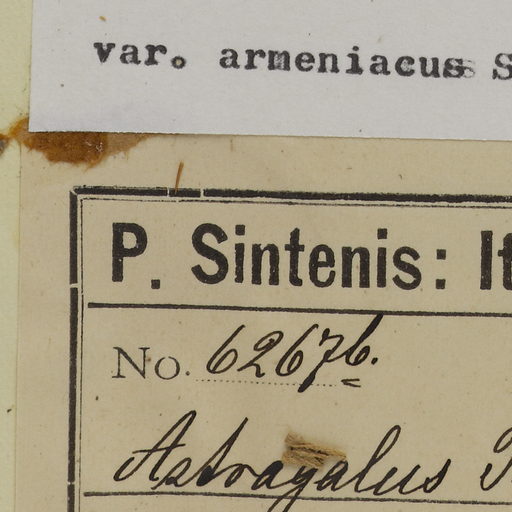 var. armeniacus S
P. Sintenis: It
No. 6267b.
Astragalus